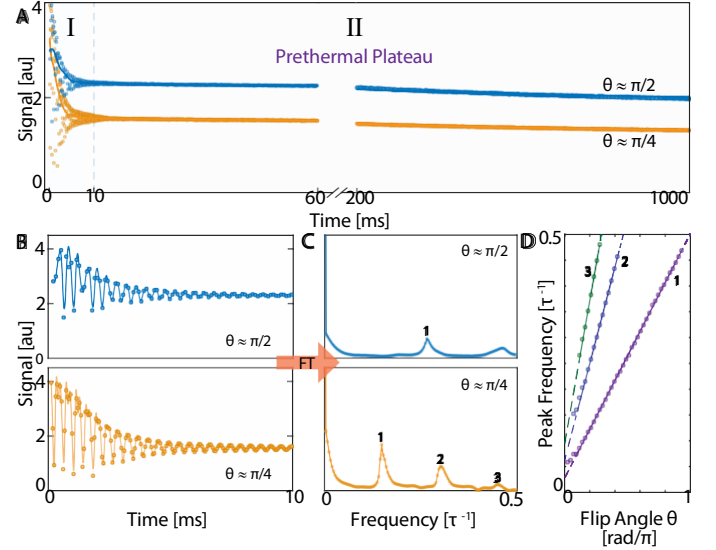 A
4
2
0
Signal [au]
I
II
Prethermal Plateau
θ ≈ π/2
θ ≈ π/4
0
10
60
200
1000
Time [ms]
B
4
2
0
θ ≈ π/2
4
2
0
θ ≈ π/4
Signal [au]
0
10
Time [ms]
FT
C
θ ≈ π/2
1
θ ≈ π/4
1
2
3
0
0.5
Frequency [τ⁻¹]
D
0.5
0
Peak Frequency [τ⁻¹]
3
2
1
0
1
Flip Angle θ
[rad/π]